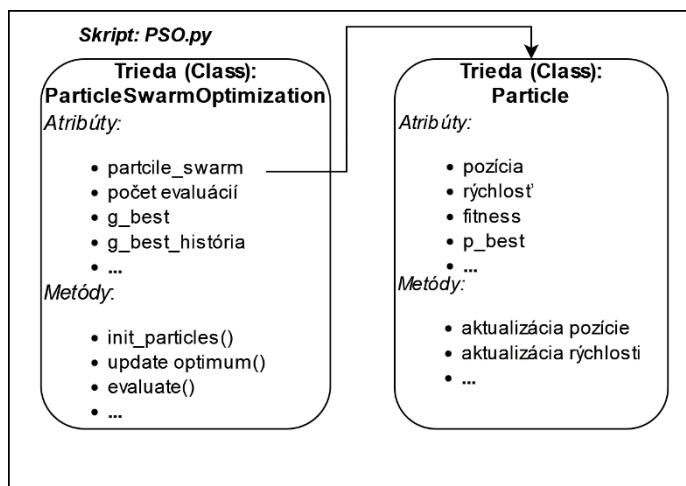 Skript: PSO.py
Trieda (Class):
ParticleSwarmOptimization
Atribúty:
• partcile_swarm
• počet evaluácií
• g_best
• g_best_história
• ...
Metódy:
• init_particles()
• update optimum()
• evaluate()
• ...
Trieda (Class):
Particle
Atribúty:
• pozícia
• rýchlosť
• fitness
• p_best
• ...
Metódy:
• aktualizácia pozície
• aktualizácia rýchlosti
• ...